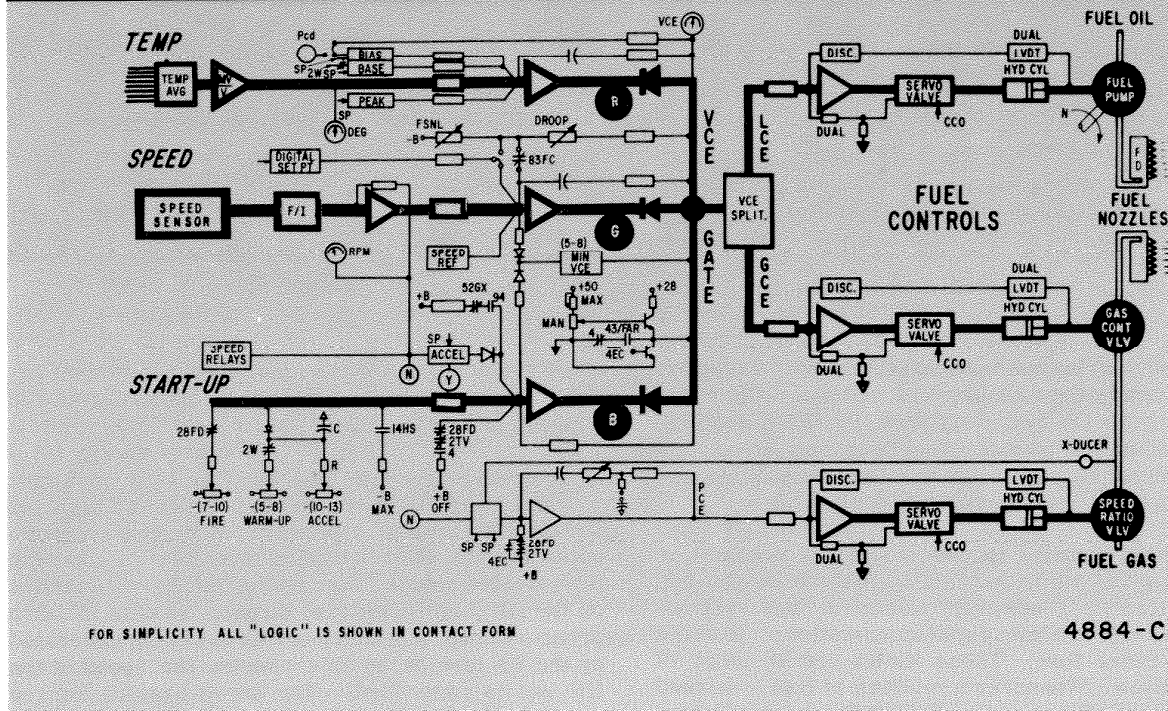 FUEL OIL
VCE
TEMP
Pcd
SP
2WSP
BIAS
BASE
TEMP
AVG
MV
V
SP
PEAK
DEG
R
DISC.
DUAL
LVDT
HYD CYL
SERVO
VALVE
CCO
DUAL
FUEL
PUMP
N
FD
FUEL
NOZZLES
FSNL
DROOP
-B
83FC
SPEED
DIGITAL
SET PT
SPEED
SENSOR
F/I
G
VCE
GATE
LCE
GCE
VCE
SPLIT.
FUEL
CONTROLS
RPM
SPEED
REF
(5-8)
MIN
VCE
+50
MAX
+28
MAN
43/FAR
4
4EC
52GX
94
+B
SP
ACCEL
SPEED
RELAYS
N
Y
DISC.
DUAL
LVDT
HYD CYL
SERVO
VALVE
CCO
DUAL
GAS
CONT
VLV
START-UP
B
28FD
2W
C
R
14HS
28FD
2TV
4
-(7-10)
FIRE
-(5-8)
WARM-UP
-(10-13)
ACCEL
-B
MAX
+B
OFF
X-DUCER
N
SP
SP
4EC
28FD
2TV
+B
PCE
DISC.
DUAL
LVDT
HYD CYL
SERVO
VALVE
CCO
DUAL
SPEED
RATIO
VLV
FUEL GAS
FOR SIMPLICITY ALL "LOGIC" IS SHOWN IN CONTACT FORM
4884-C